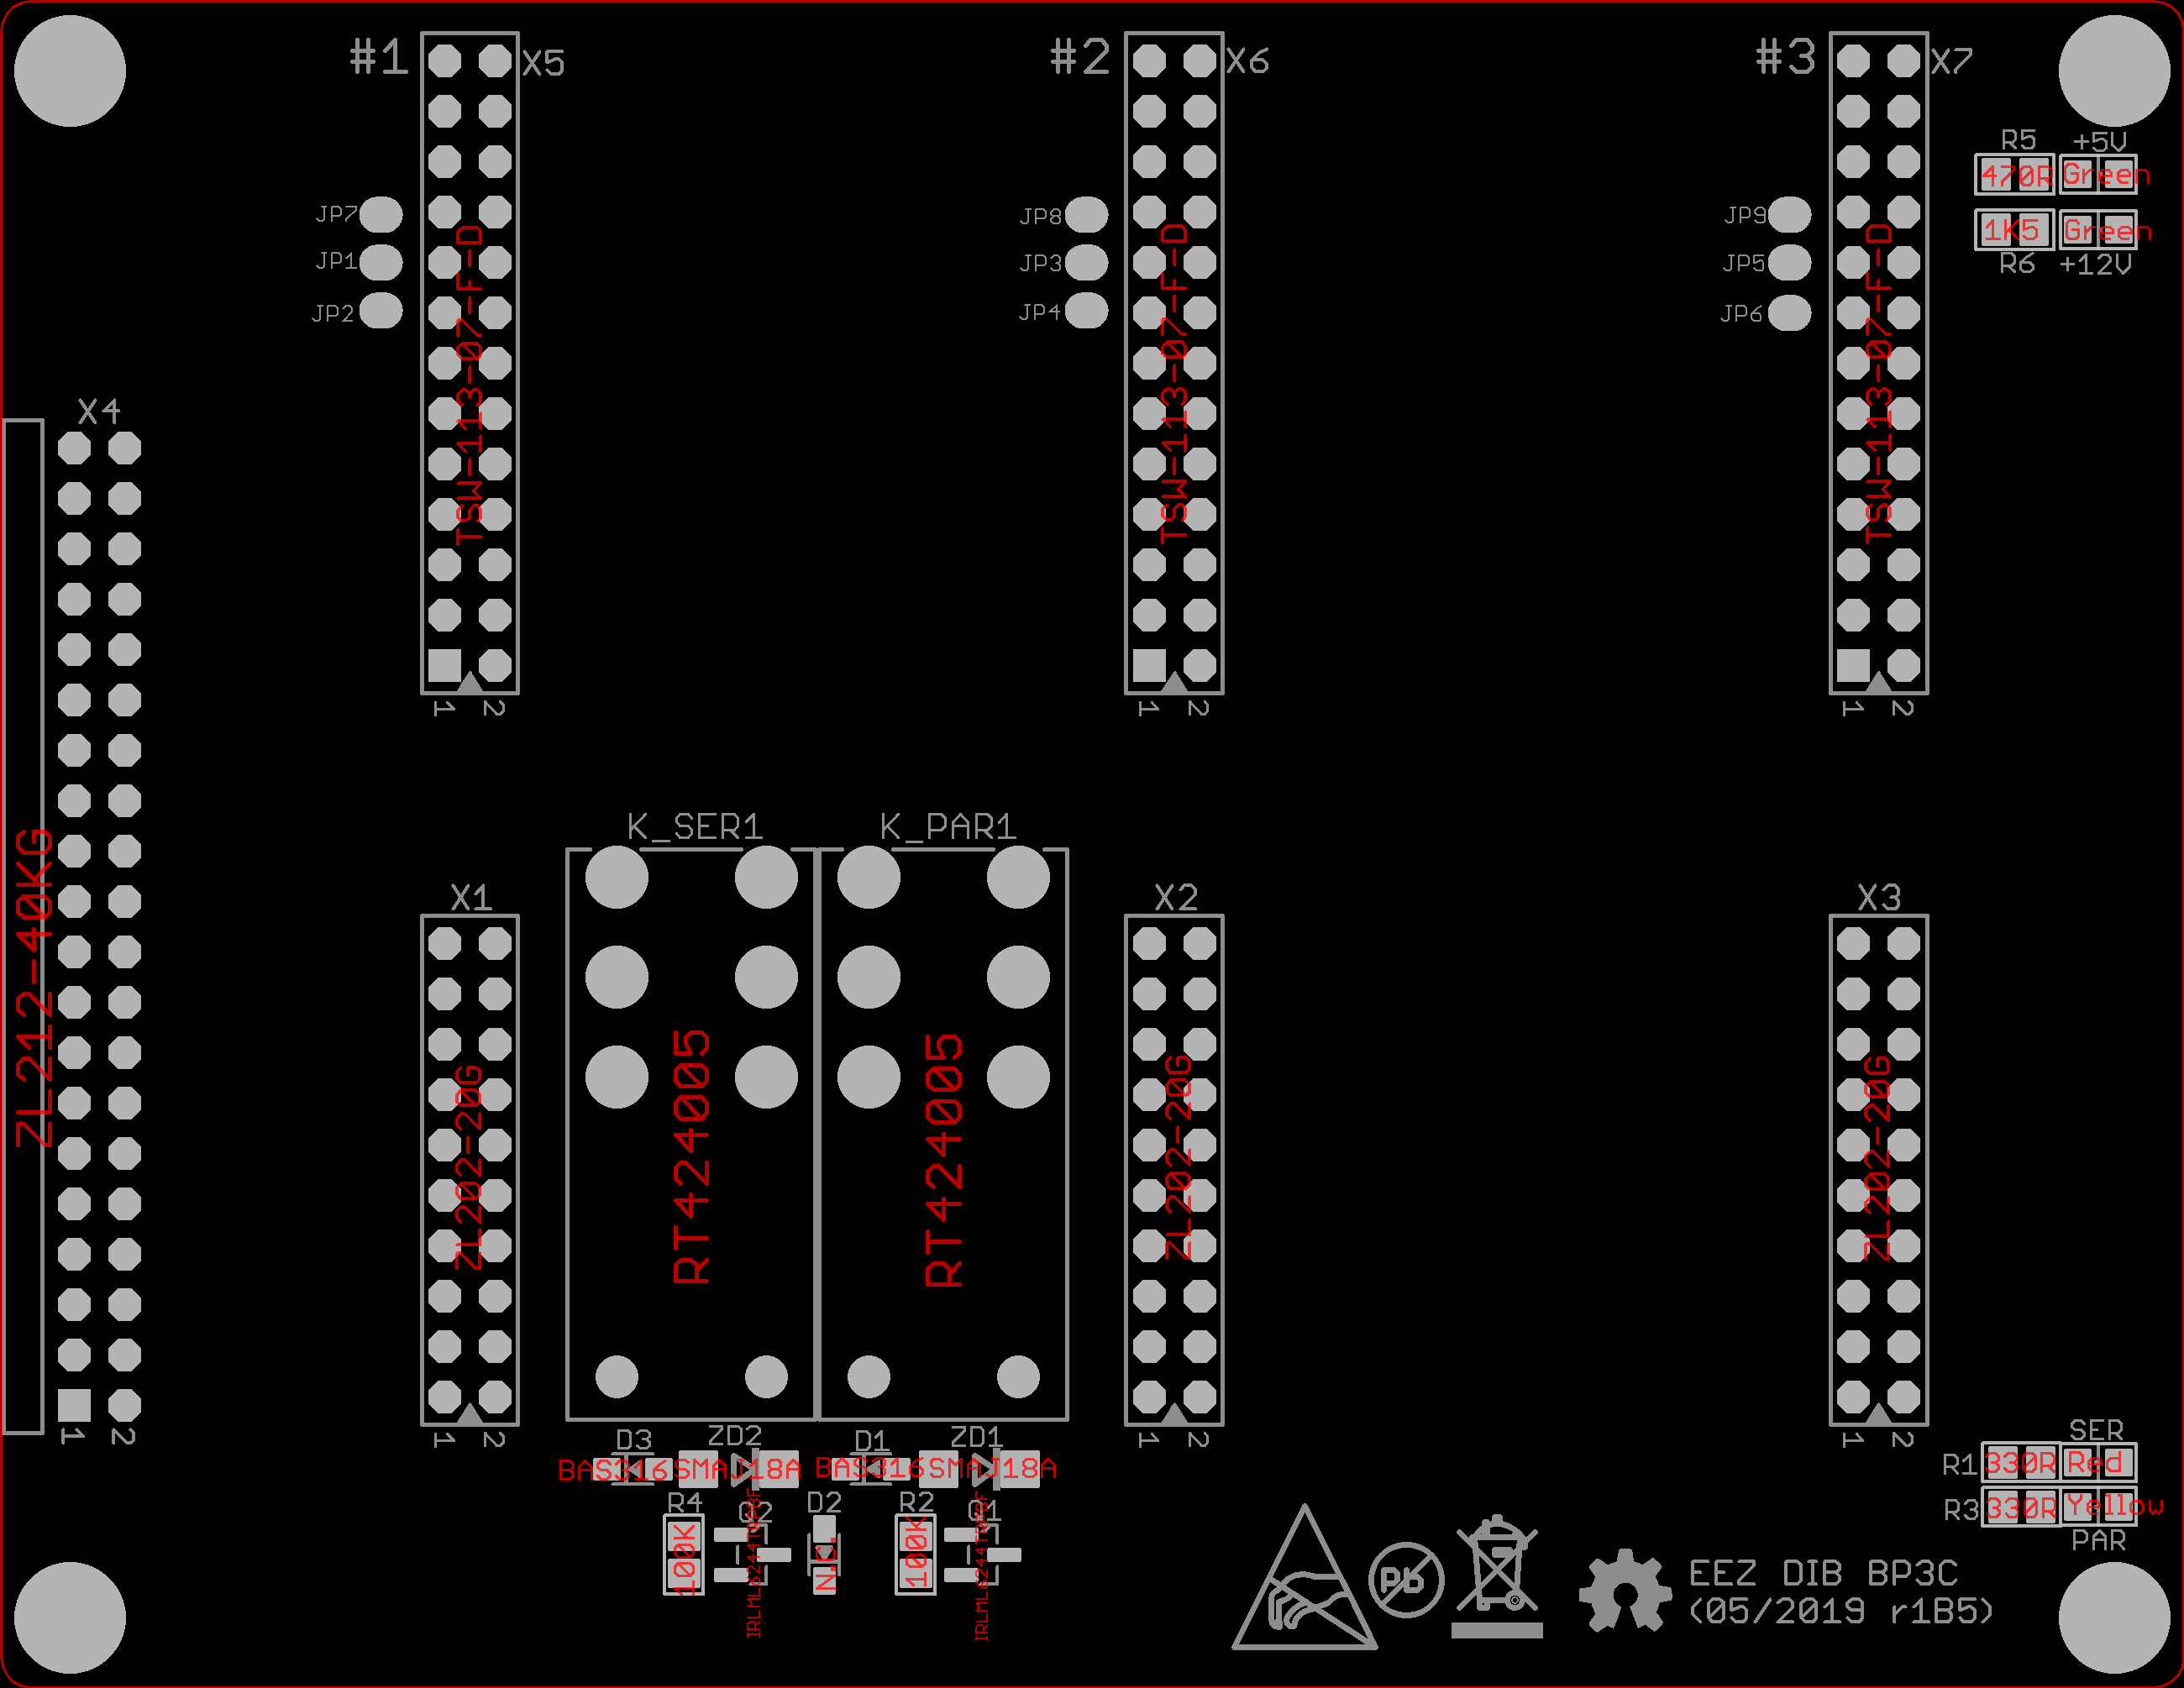 #1
X5
#2
X6
#3
X7
R5
+5V
470R
Green
1K5
Green
R6
+12V
JP7
JP1
JP2
JP8
JP3
JP4
JP9
JP5
JP6
TSW-113-07-F-D
TSW-113-07-F-D
TSW-113-07-F-D
X4
1 2
1 2
1 2
K_SER1
K_PAR1
ZL212-40KG
X1
X2
X3
RT424005
RT424005
ZL202-20G
ZL202-20G
ZL202-20G
1 2
1 2
1 2
1 2
D3
ZD2
D1
ZD1
BAS316
SMAJ18A
BAS316
SMAJ18A
R4
Q2
D2
R2
Q1
100K
IRLML6244TRPBF
N.C.
100K
IRLML6244TRPBF
SER
R1
330R
Red
R3
330R
Yellow
PAR
Pb
EEZ DIB BP3C
(05/2019 r1B5)